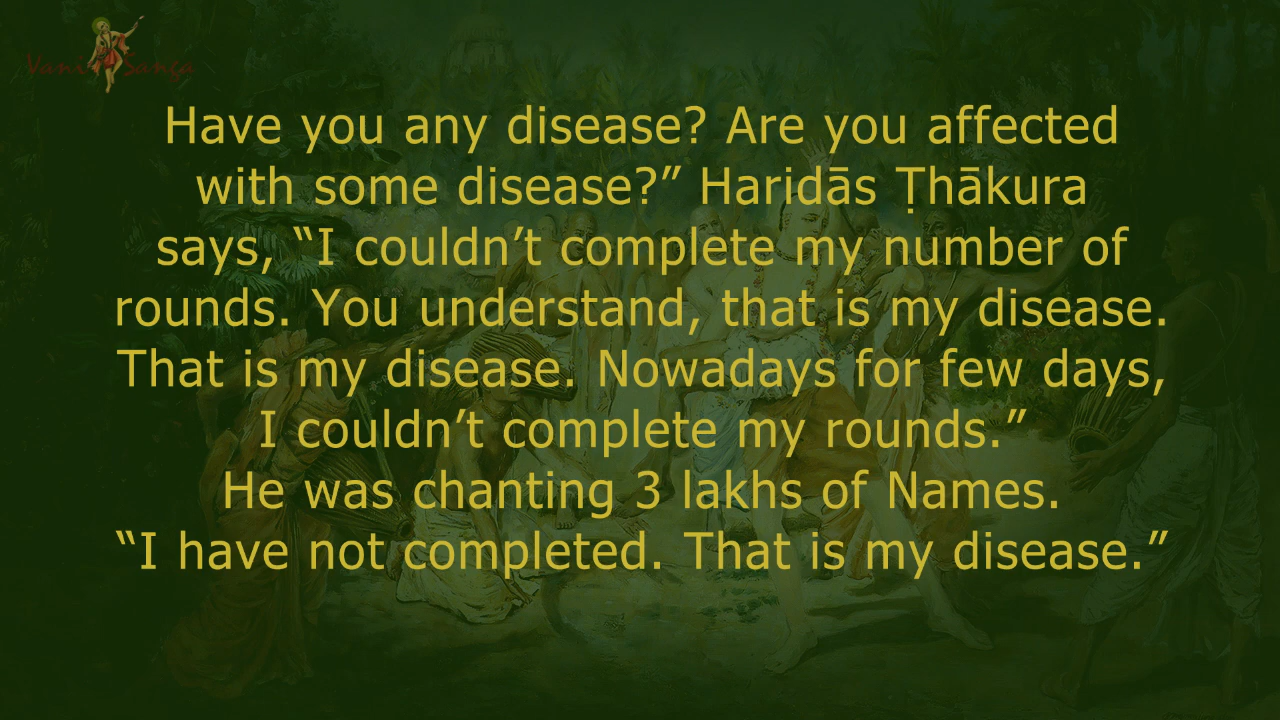 Vani Sanga
Have you any disease? Are you affected
with some disease?” Haridās Ṭhākura
says, “I couldn’t complete my number of
rounds. You understand, that is my disease.
That is my disease. Nowadays for few days,
I couldn’t complete my rounds.”
He was chanting 3 lakhs of Names.
“I have not completed. That is my disease.”